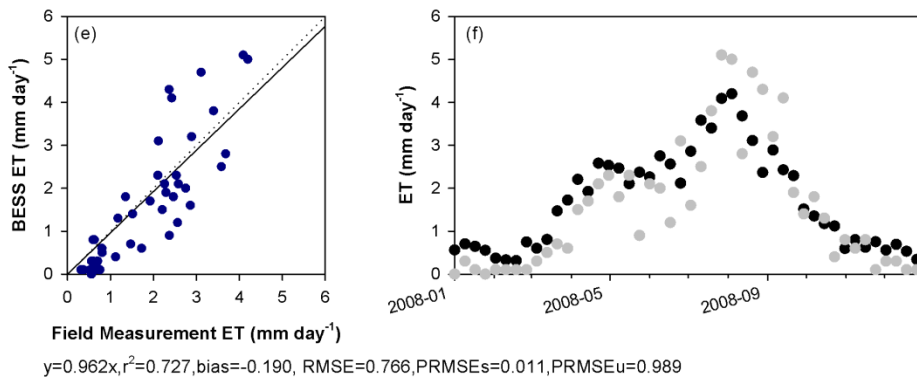 (e)
BESS ET (mm day⁻¹)
6
5
4
3
2
1
0
0 1 2 3 4 5 6
Field Measurement ET (mm day⁻¹)
(f)
ET (mm day⁻¹)
6
5
4
3
2
1
0
2008-01 2008-05 2008-09
y=0.962x,r²=0.727,bias=-0.190, RMSE=0.766,PRMSEs=0.011,PRMSEu=0.989